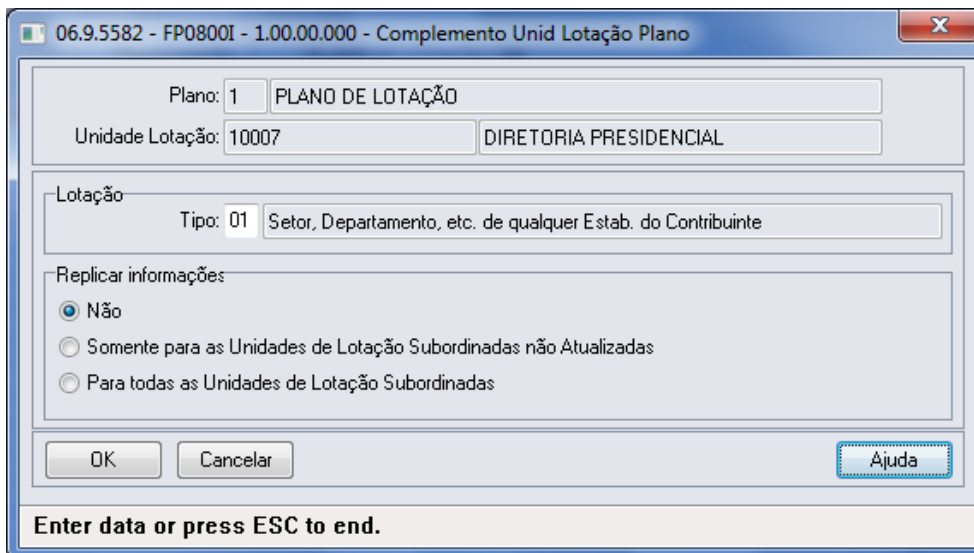 06.9.5582 - FP0800I - 1.00.00.000 - Complemento Unid Lotação Plano
Plano: 1 PLANO DE LOTAÇÃO
Unidade Lotação: 10007 DIRETORIA PRESIDENCIAL
Lotação
Tipo: 01 Setor, Departamento, etc. de qualquer Estab. do Contribuinte
Replicar informações
Não
Somente para as Unidades de Lotação Subordinadas não Atualizadas
Para todas as Unidades de Lotação Subordinadas
OK Cancelar Ajuda
Enter data or press ESC to end.